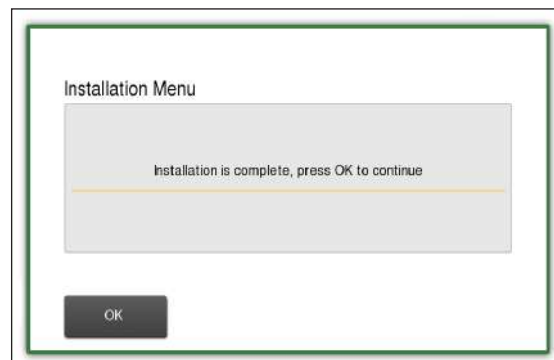 Installation Menu
Installation is complete, press OK to continue
OK